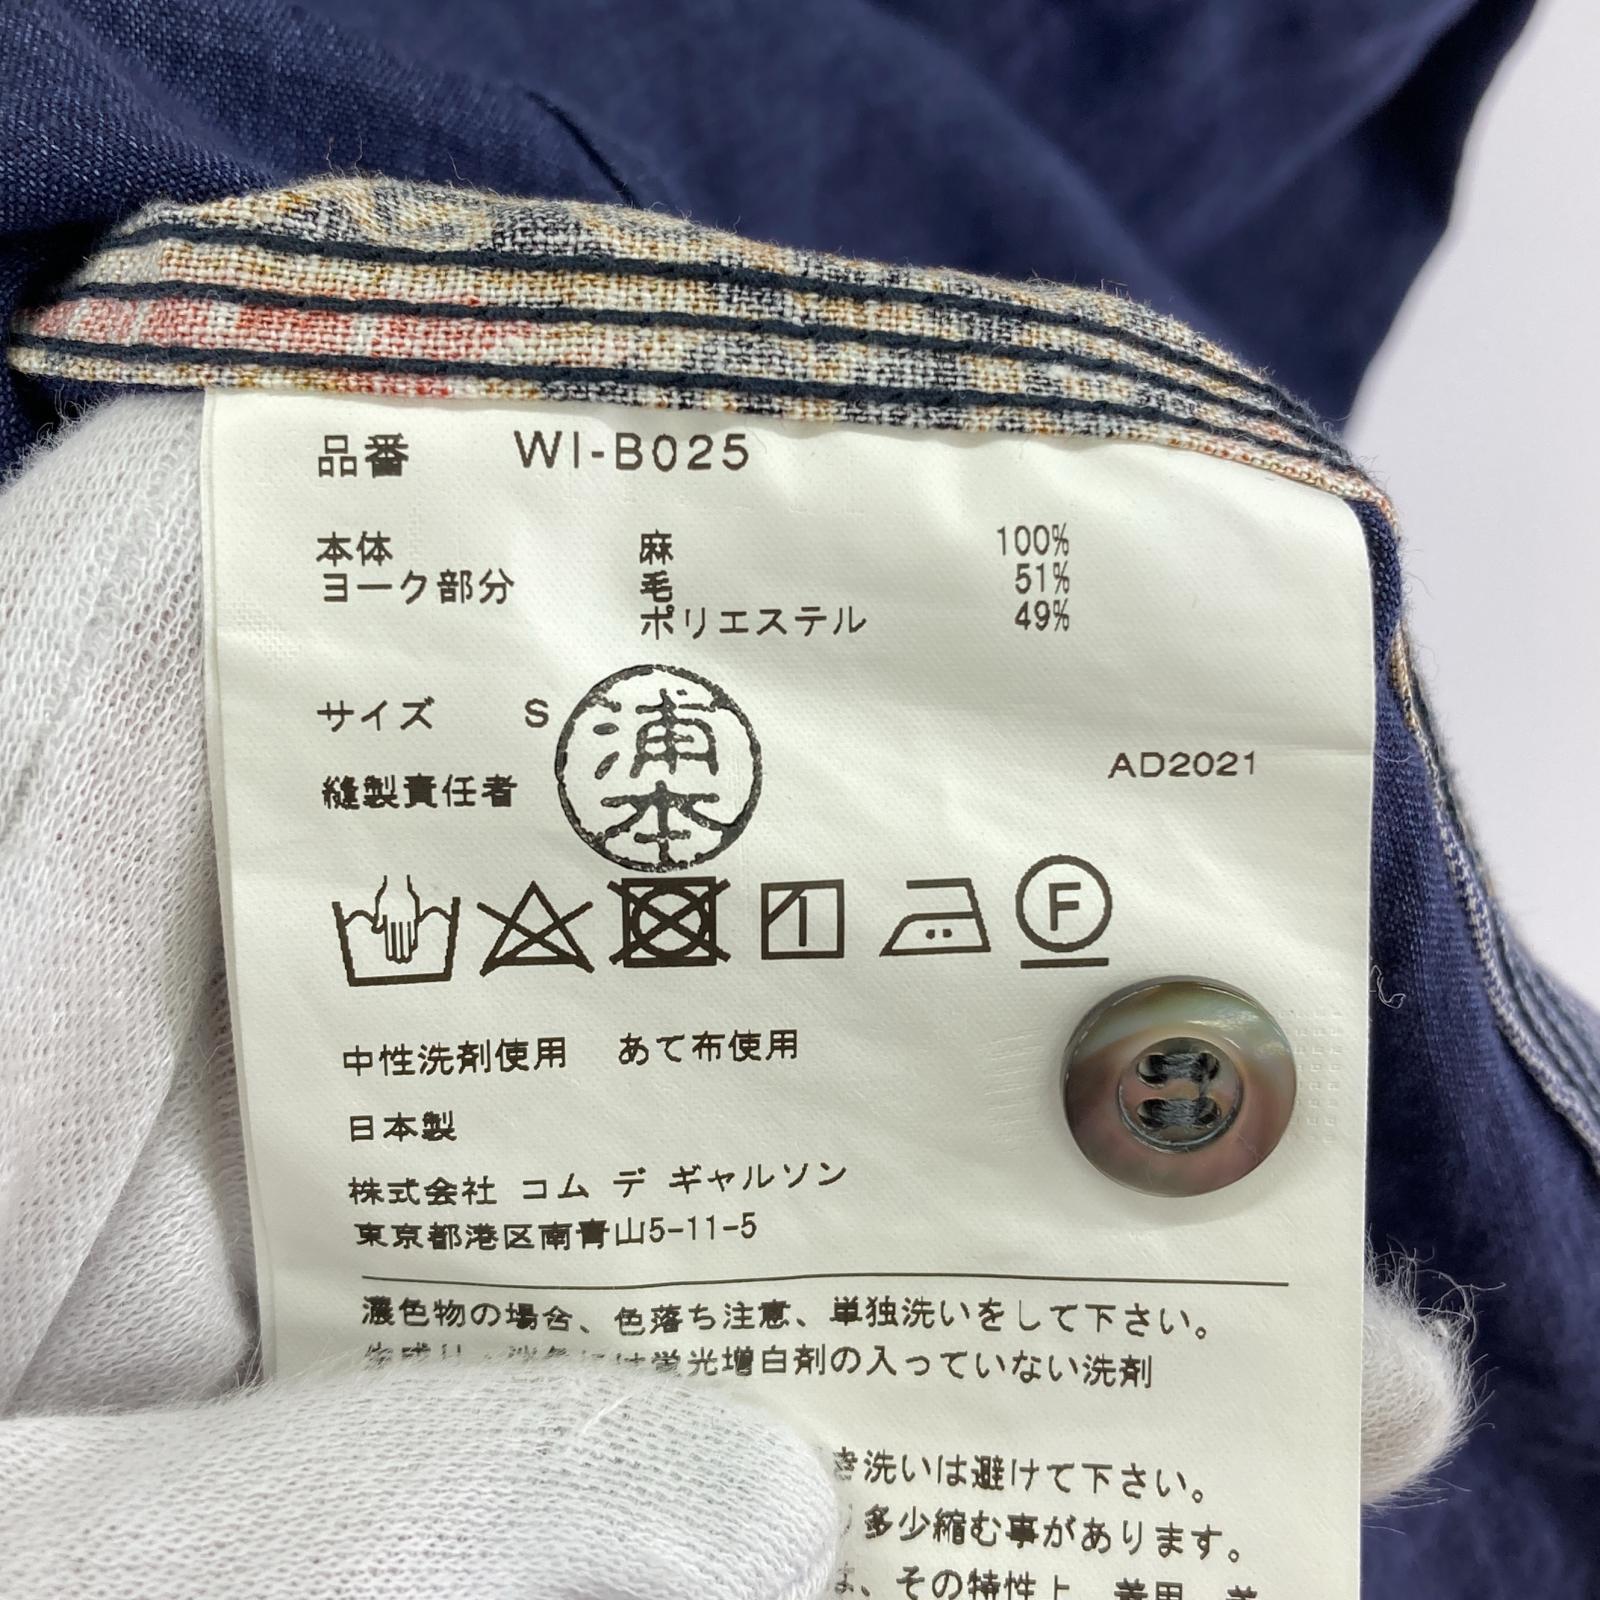 品番 WI-B025
本体 麻 100%
ヨーク部分 毛 51%
ポリエステル 49%
サイズ S
浦本
AD2021
縫製責任者
F
中性洗剤使用 あて布使用
日本製
株式会社 コム デ ギャルソン
東京都港区南青山5-11-5
濃色物の場合、色落ち注意、単独洗いをして下さい。
蛍光増白剤の入っていない洗剤
洗いは避けて下さい。
多少縮む事があります。
、その特性上、着用、